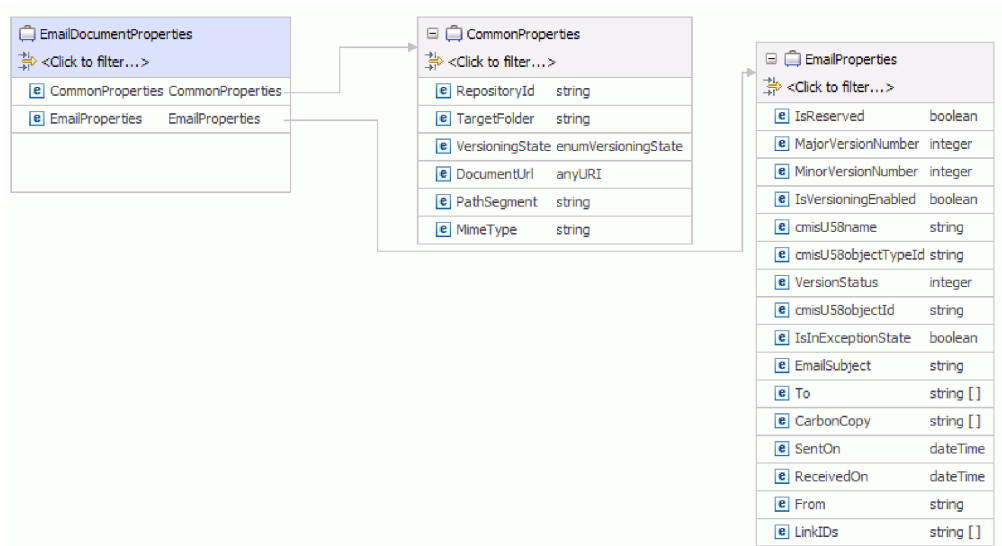 EmailDocumentProperties
<Click to filter...>
e CommonProperties CommonProperties
e EmailProperties EmailProperties
CommonProperties
<Click to filter...>
e RepositoryId string
e TargetFolder string
e VersioningState enumVersioningState
e DocumentUrl anyURI
e PathSegment string
e MimeType string
EmailProperties
<Click to filter...>
e IsReserved boolean
e MajorVersionNumber integer
e MinorVersionNumber integer
e IsVersioningEnabled boolean
e cmisU58name string
e cmisU58objectTypeId string
e VersionStatus integer
e cmisU58objectId string
e IsInExceptionState boolean
e EmailSubject string
e To string []
e CarbonCopy string []
e SentOn dateTime
e ReceivedOn dateTime
e From string
e LinkIDs string []